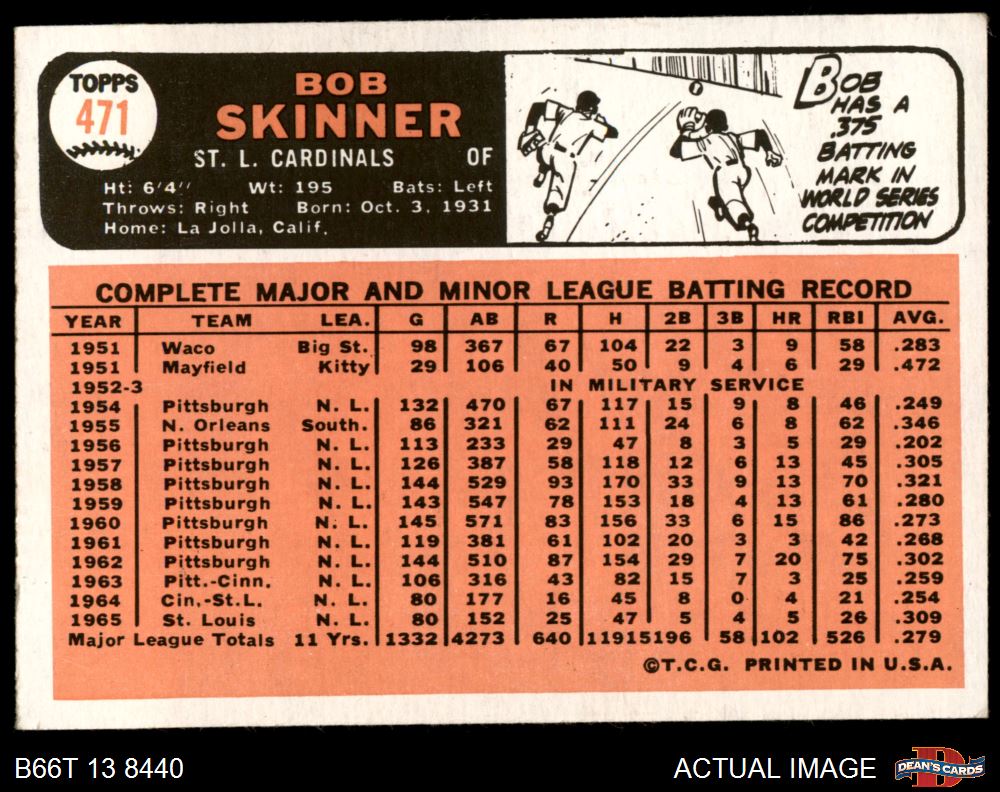 TOPPS
471
BOB
SKINNER
ST. L. CARDINALS OF
Ht: 6'4" Wt: 195 Bats: Left
Throws: Right Born: Oct. 3, 1931
Home: La Jolla, Calif.
BOB
HAS A
.375
BATTING
MARK IN
WORLD SERIES
COMPETITION
COMPLETE MAJOR AND MINOR LEAGUE BATTING RECORD
YEAR TEAM LEA. G AB R H 2B 3B HR RBI AVG.
1951 Waco Big St. 98 367 67 104 22 3 9 58 .283
1951 Mayfield Kitty 29 106 40 50 9 4 6 29 .472
1952-3 IN MILITARY SERVICE
1954 Pittsburgh N. L. 132 470 67 117 15 9 8 46 .249
1955 N. Orleans South. 86 321 62 111 24 6 8 62 .346
1956 Pittsburgh N. L. 113 233 29 47 8 3 5 29 .202
1957 Pittsburgh N. L. 126 387 58 118 12 6 13 45 .305
1958 Pittsburgh N. L. 144 529 93 170 33 9 13 70 .321
1959 Pittsburgh N. L. 143 547 78 153 18 4 13 61 .280
1960 Pittsburgh N. L. 145 571 83 156 33 6 15 86 .273
1961 Pittsburgh N. L. 119 381 61 102 20 3 3 42 .268
1962 Pittsburgh N. L. 144 510 87 154 29 7 20 75 .302
1963 Pitt.-Cinn. N. L. 106 316 43 82 15 7 3 25 .259
1964 Cin.-St.L. N. L. 80 177 16 45 8 0 4 21 .254
1965 St. Louis N. L. 80 152 25 47 5 4 5 26 .309
Major League Totals 11 Yrs. 1332 4273 640 1191 5196 58 102 526 .279
©T.C.G. PRINTED IN U.S.A.
B66T 13 8440
ACTUAL IMAGE
DEAN'S CARDS